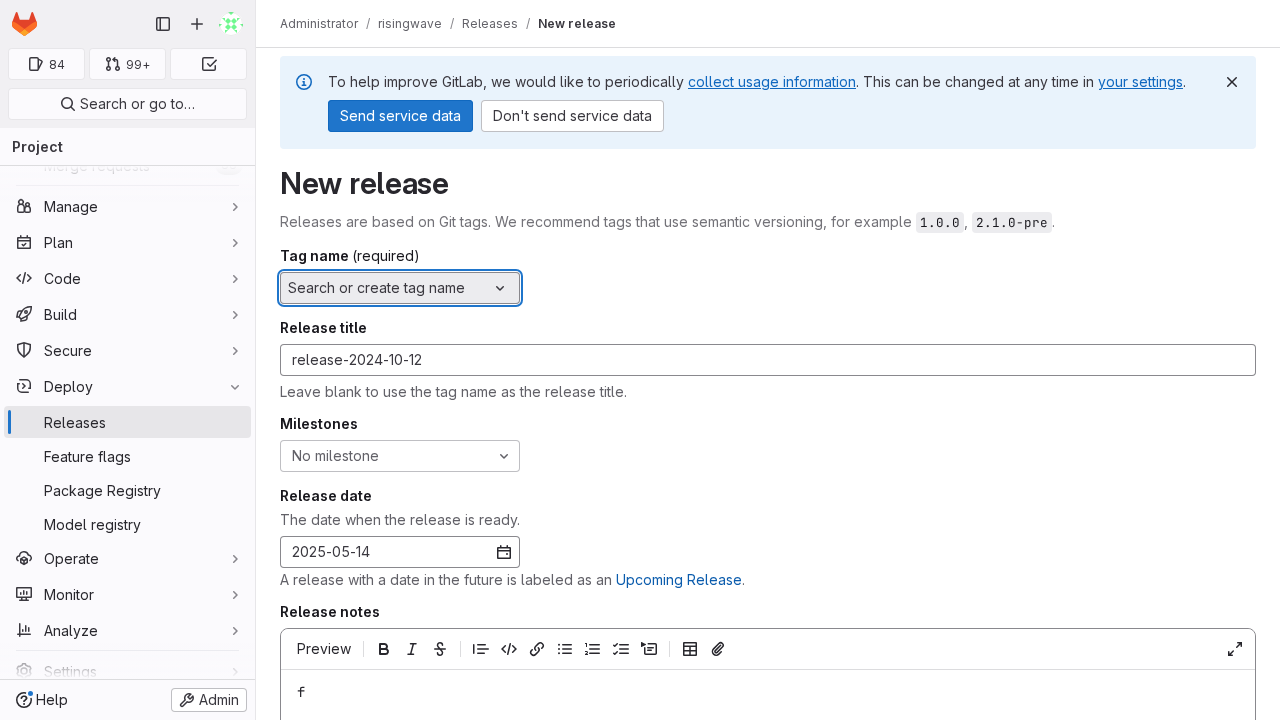 Administrator / risingwave / Releases / New release
84
99+
Search or go to…
Project
Merge requests
Manage
Plan
Code
Build
Secure
Deploy
Releases
Feature flags
Package Registry
Model registry
Operate
Monitor
Analyze
Settings
Help
Admin
To help improve GitLab, we would like to periodically collect usage information. This can be changed at any time in your settings.
Send service data
Don't send service data
New release
Releases are based on Git tags. We recommend tags that use semantic versioning, for example 1.0.0, 2.1.0-pre.
Tag name (required)
Search or create tag name
Release title
release-2024-10-12
Leave blank to use the tag name as the release title.
Milestones
No milestone
Release date
The date when the release is ready.
2025-05-14
A release with a date in the future is labeled as an Upcoming Release.
Release notes
Preview
f